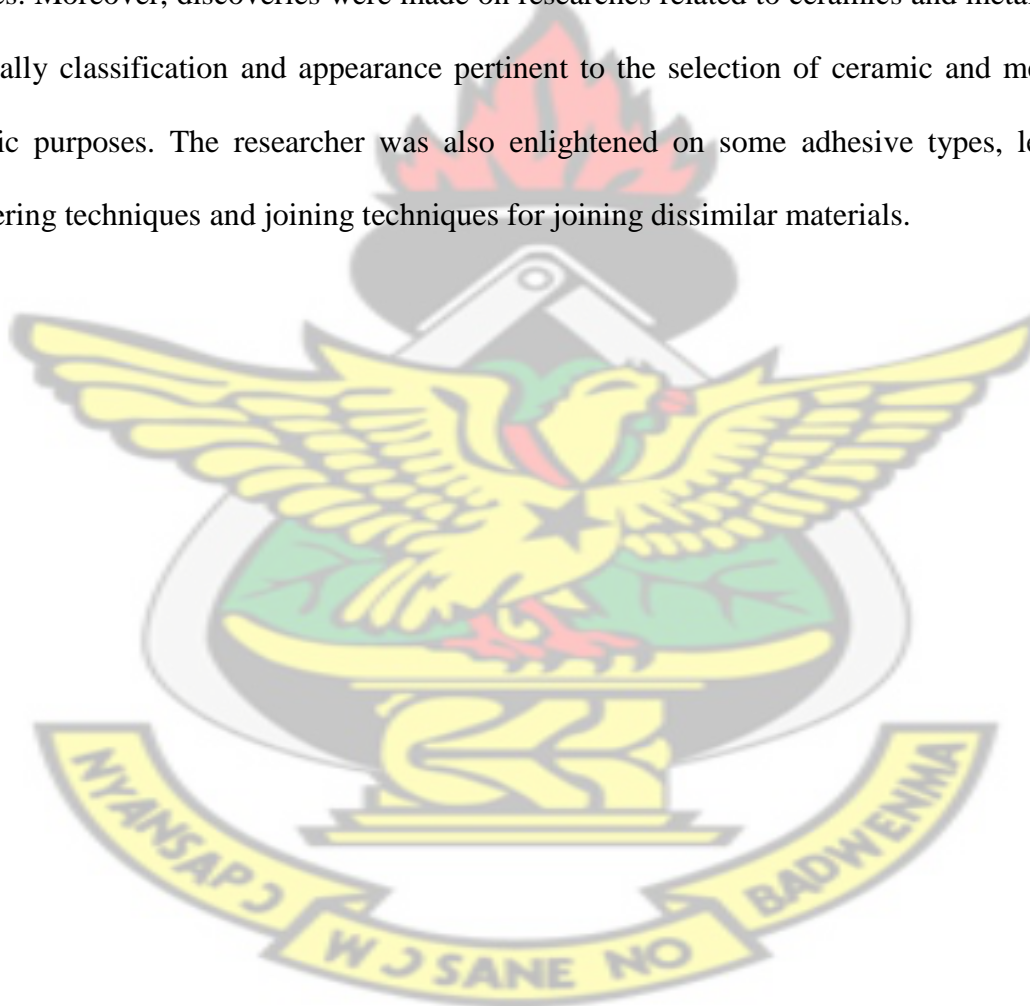 es. Moreover, discoveries were made on researches related to ceramics and meta
ally classification and appearance pertinent to the selection of ceramic and me
ic purposes. The researcher was also enlightened on some adhesive types, le
ering techniques and joining techniques for joining dissimilar materials.
NYANSAPƆ
WƆSANE NO
BADWENMA